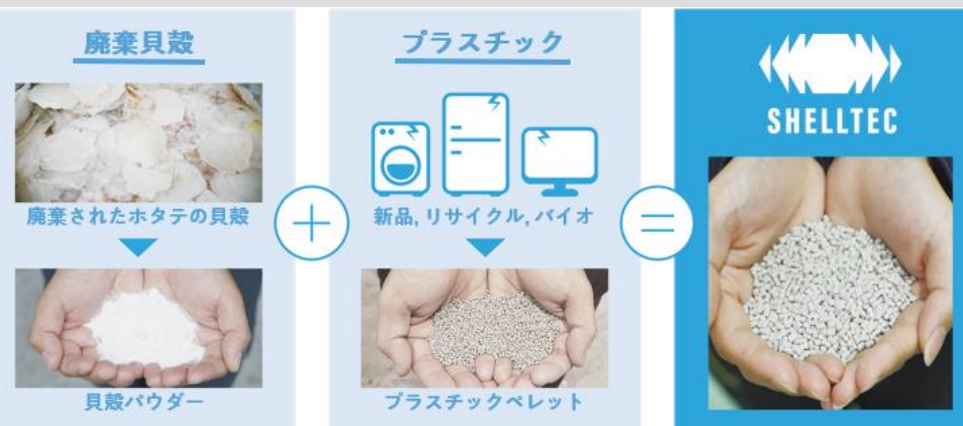 廃棄貝殻
廃棄されたホタテの貝殻
貝殻パウダー
プラスチック
新品,リサイクル,バイオ
プラスチックペレット
SHELLTEC